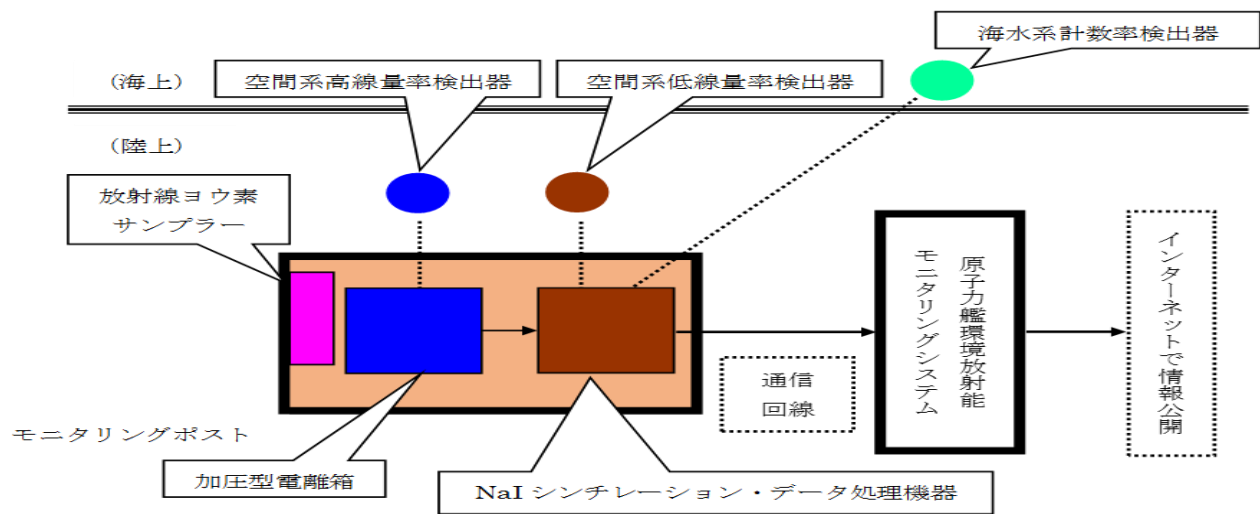 海水系計数率検出器
（海上）
空間系高線量率検出器
空間系低線量率検出器
（陸上）
放射線ヨウ素
サンプラー
原子力艦環境放射能
モニタリングシステム
インターネットで情報公開
通信
回線
モニタリングポスト
加圧型電離箱
NaI シンチレーション・データ処理機器